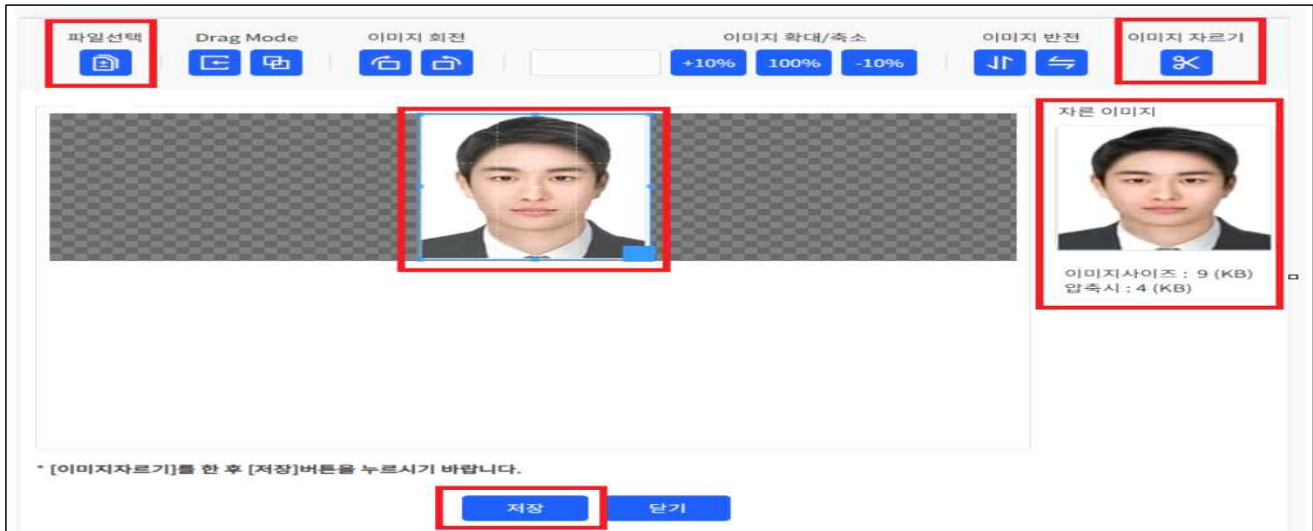 파일선택 Drag Mode 이미지 회전 이미지 확대/축소 이미지 반전 이미지 자르기
+10% 100% -10%
자른 이미지
이미지사이즈 : 9 (KB)
압축시 : 4 (KB)
* [이미지자르기]를 한 후 [저장]버튼을 누르시기 바랍니다.
저장 닫기